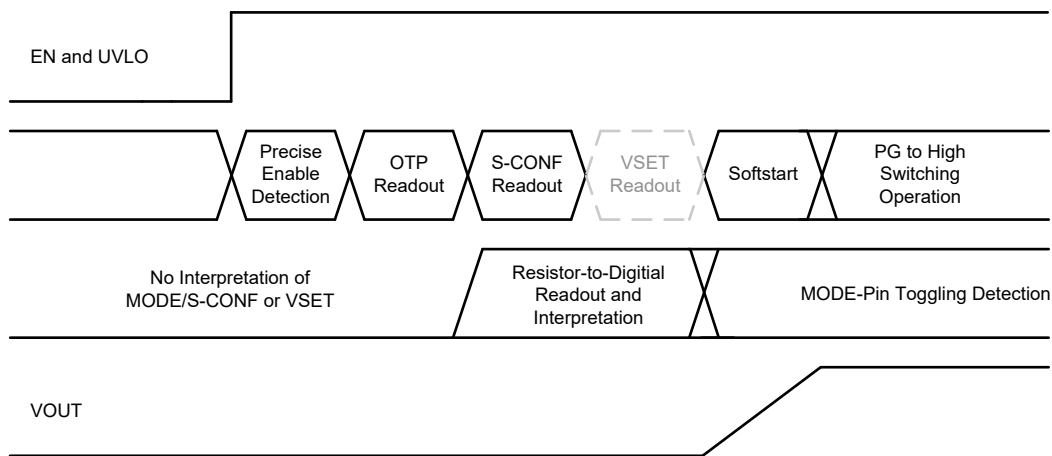 EN and UVLO
Precise
Enable
Detection
OTP
Readout
S-CONF
Readout
VSET
Readout
Softstart
PG to High
Switching
Operation
No Interpretation of
MODE/S-CONF or VSET
Resistor-to-Digitial
Readout and
Interpretation
MODE-Pin Toggling Detection
VOUT